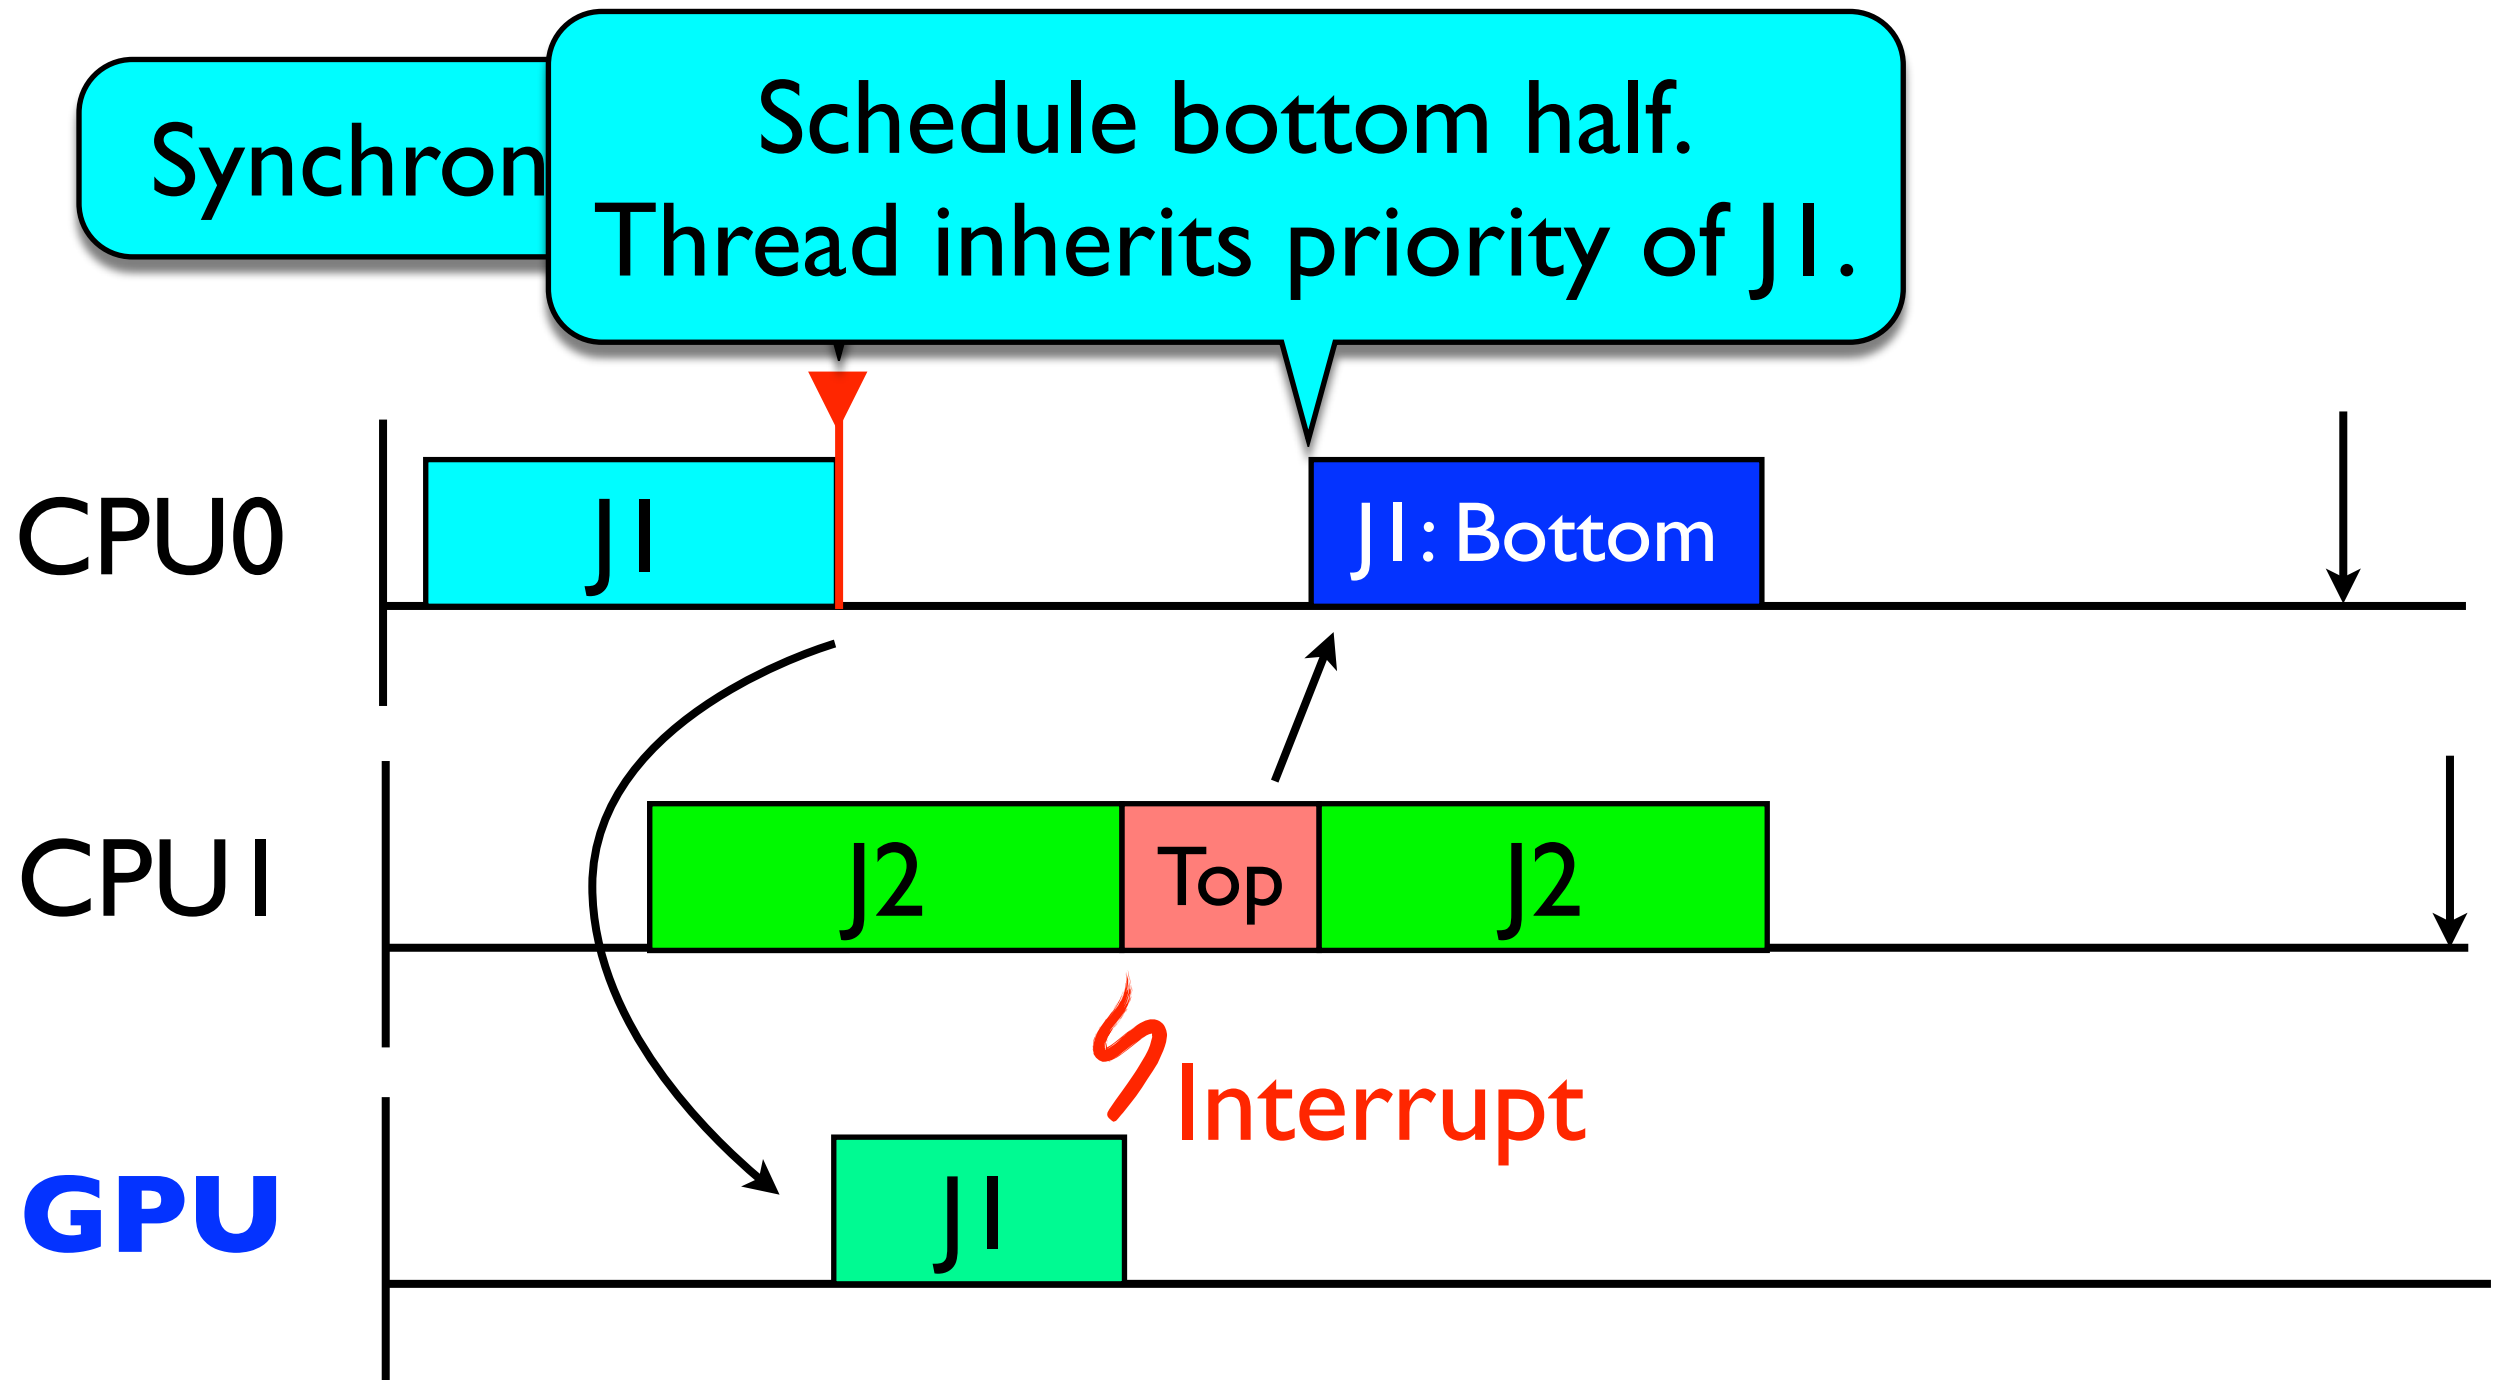 Schedule bottom half.
Thread inherits priority of J1.
CPU0
J1
J1: Bottom
CPU1
J2
Top
J2
Interrupt
GPU
J1